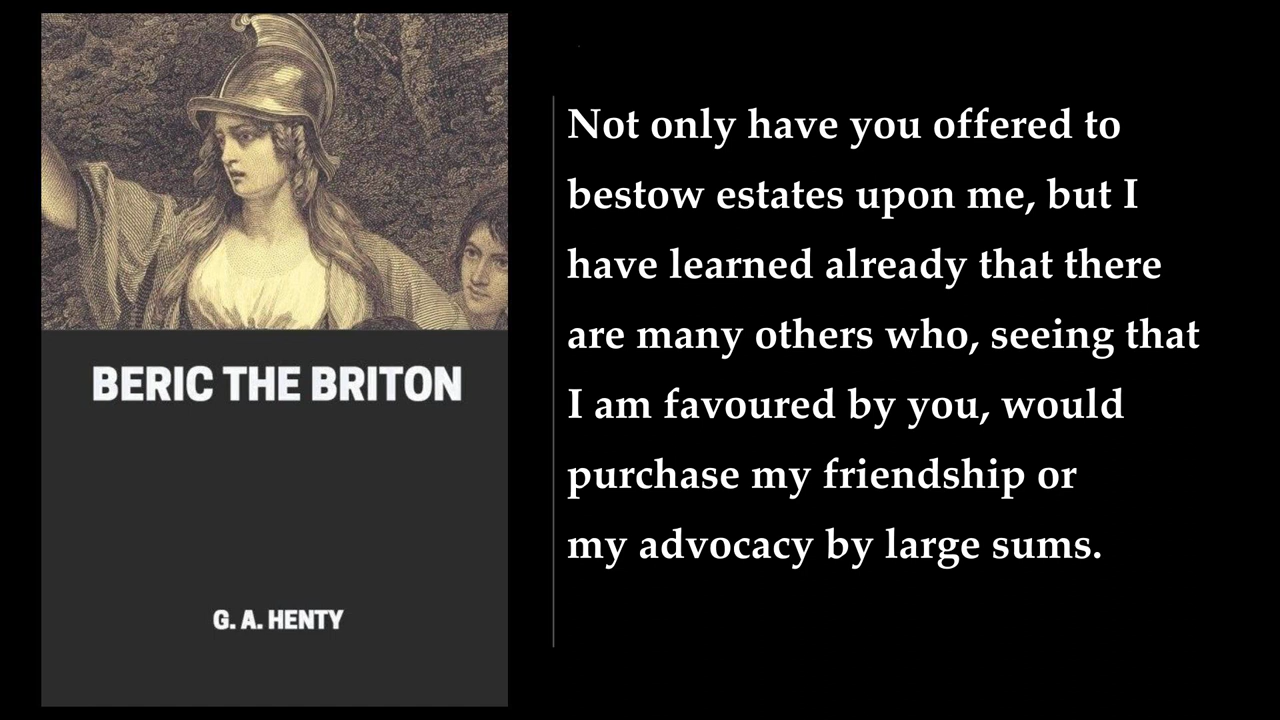 BERIC THE BRITON
G. A. HENTY
Not only have you offered to
bestow estates upon me, but I
have learned already that there
are many others who, seeing that
I am favoured by you, would
purchase my friendship or
my advocacy by large sums.